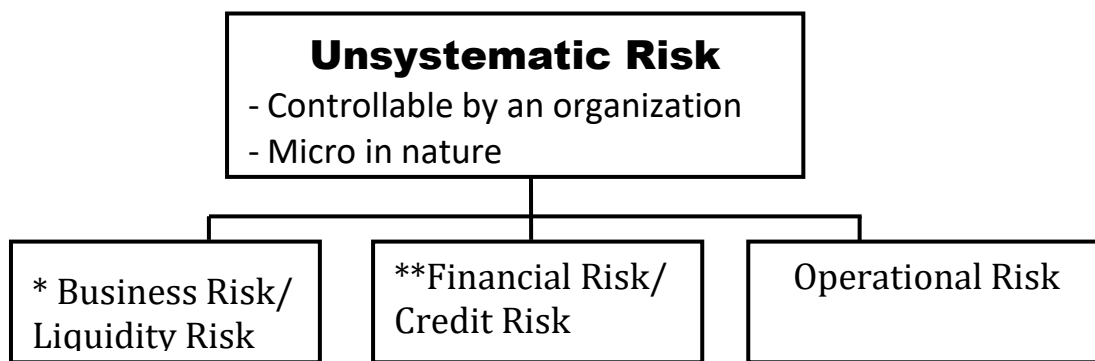 Unsystematic Risk
- Controllable by an organization
- Micro in nature
* Business Risk/
Liquidity Risk
**Financial Risk/
Credit Risk
Operational Risk